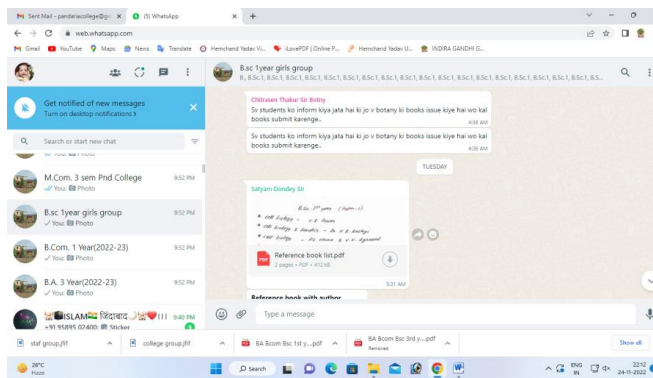 Sent Mail - pandariacollege@g
(5) WhatsApp
web.whatsapp.com
Gmail
YouTube
Maps
News
Translate
Hemchand Yadav Vi...
iLovePDF | Online P...
Hemchand Yadav U...
INDIRA GANDHI G...
B.sc 1year girls group
Get notified of new messages
Turn on desktop notifications >
Search or start new chat
You: Photo
M.Com. 3 sem Pnd College
9:52 PM
You: Photo
B.sc 1year girls group
9:52 PM
You: Photo
B.Com. 1 Year(2022-23)
9:52 PM
You: Photo
B.A. 3 Year(2022-23)
9:52 PM
You: Photo
ISLAM जिंदाबाद
9:40 PM
+91 95895 02400: Sticker
Chitrasen Thakur Sir Botny
Sv students ko inform kiya jata hai ki jo v botany ki books issue kiye hai wo kal
books submit karenge..
4:36 AM
Sv students ko inform kiya jata hai ki jo v botany ki books issue kiye hai wo kal
books submit karenge..
4:36 AM
TUESDAY
Satyam Dondey Sir
Reference book list.pdf
2 pages • PDF • 412 kB
5:01 AM
Reference book with author
Type a message
staf group.jfif
college group.jfif
BA Bcom Bsc 1st y....pdf
BA Bcom Bsc 3rd y....pdf
Removed
Show all
26°C
Haze
Search
ENG
IN
22:12
24-11-2022